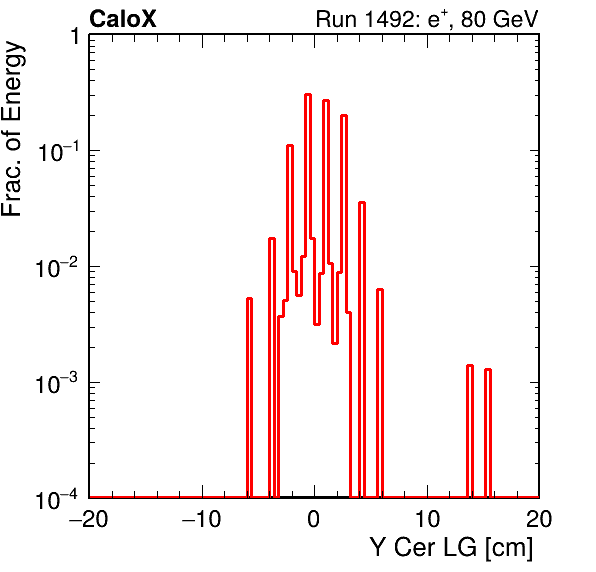 CaloX Run 1492: e⁺, 80 GeV
Frac. of Energy
1
10⁻¹
10⁻²
10⁻³
10⁻⁴
−20 −10 0 10 20
Y Cer LG [cm]